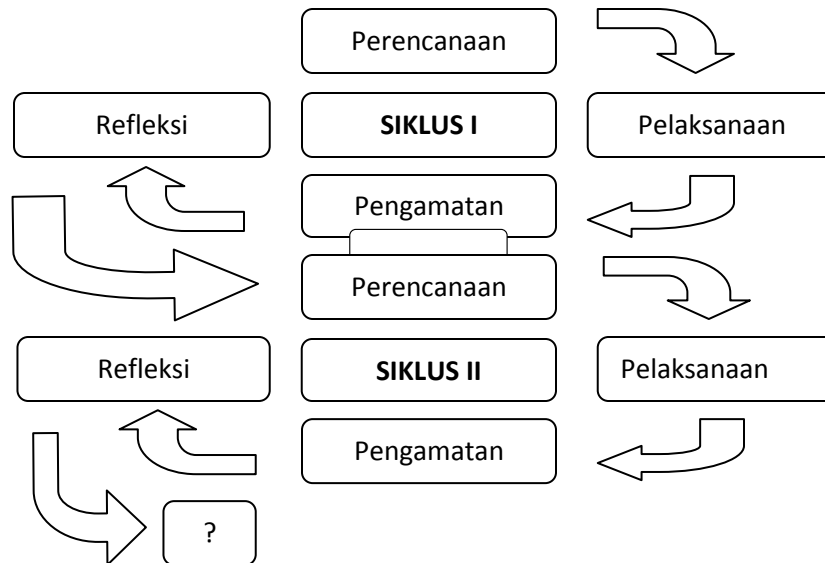 Perencanaan
Refleksi
SIKLUS I
Pelaksanaan
Pengamatan
Perencanaan
Refleksi
SIKLUS II
Pelaksanaan
Pengamatan
?